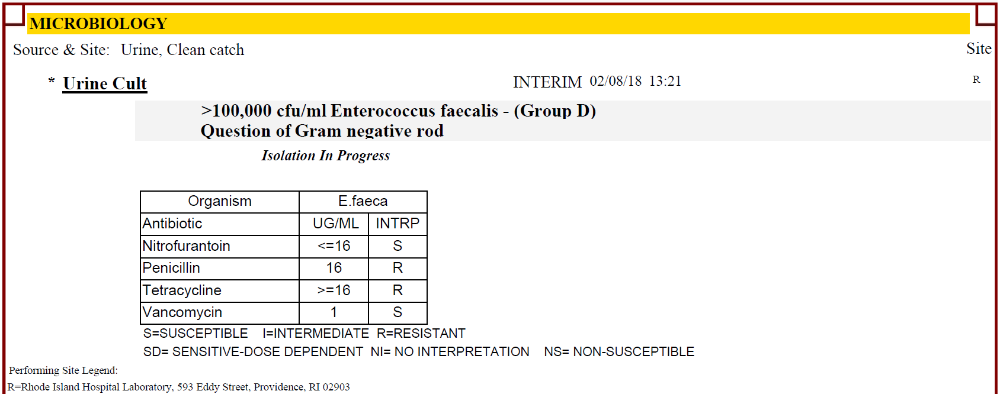 MICROBIOLOGY
Source & Site: Urine, Clean catch Site
* Urine Cult INTERIM 02/08/18 13:21 R
>100,000 cfu/ml Enterococcus faecalis - (Group D)
Question of Gram negative rod
Isolation In Progress
Organism E.faeca
Antibiotic UG/ML INTRP
Nitrofurantoin <=16 S
Penicillin 16 R
Tetracycline >=16 R
Vancomycin 1 S
S=SUSCEPTIBLE I=INTERMEDIATE R=RESISTANT
SD= SENSITIVE-DOSE DEPENDENT NI= NO INTERPRETATION NS= NON-SUSCEPTIBLE
Performing Site Legend:
R=Rhode Island Hospital Laboratory, 593 Eddy Street, Providence, RI 02903